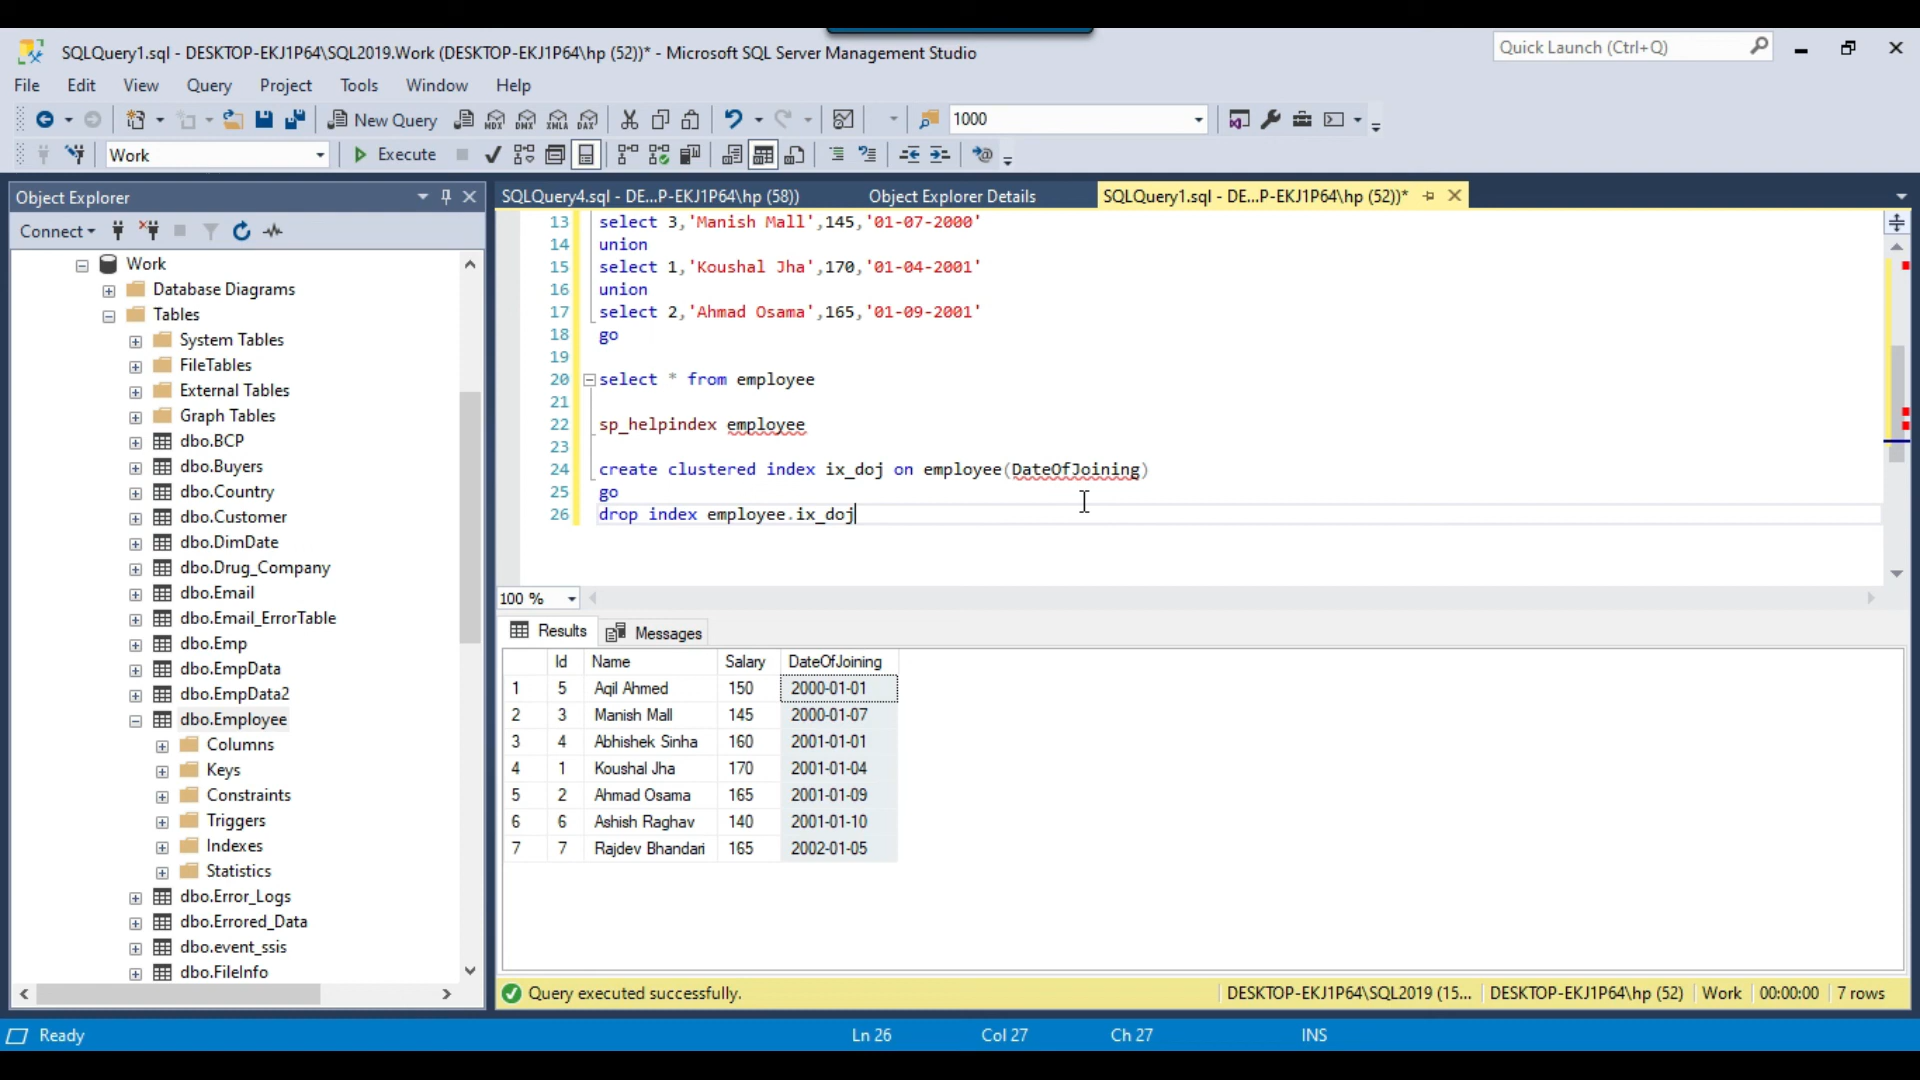 SQLQuery1.sql - DESKTOP-EKJ1P64\SQL2019.Work (DESKTOP-EKJ1P64\hp (52))* - Microsoft SQL Server Management Studio
Quick Launch (Ctrl+Q)
File Edit View Query Project Tools Window Help
New Query MDX DMX XMLA DAX 1000
Work Execute
Object Explorer
SQLQuery4.sql - DE...P-EKJ1P64\hp (58)) Object Explorer Details SQLQuery1.sql - DE...P-EKJ1P64\hp (52))*
Connect
Work
Database Diagrams
Tables
System Tables
FileTables
External Tables
Graph Tables
dbo.BCP
dbo.Buyers
dbo.Country
dbo.Customer
dbo.DimDate
dbo.Drug_Company
dbo.Email
dbo.Email_ErrorTable
dbo.Emp
dbo.EmpData
dbo.EmpData2
dbo.Employee
Columns
Keys
Constraints
Triggers
Indexes
Statistics
dbo.Error_Logs
dbo.Errored_Data
dbo.event_ssis
dbo.FileInfo
13 select 3,'Manish Mall',145,'01-07-2000'
14 union
15 select 1,'Koushal Jha',170,'01-04-2001'
16 union
17 select 2,'Ahmad Osama',165,'01-09-2001'
18 go
19
20 select * from employee
21
22 sp_helpindex employee
23
24 create clustered index ix_doj on employee(DateOfJoining)
25 go
26 drop index employee.ix_doj
100 %
Results Messages
Id Name Salary DateOfJoining
1 5 Aqil Ahmed 150 2000-01-01
2 3 Manish Mall 145 2000-01-07
3 4 Abhishek Sinha 160 2001-01-01
4 1 Koushal Jha 170 2001-01-04
5 2 Ahmad Osama 165 2001-01-09
6 6 Ashish Raghav 140 2001-01-10
7 7 Rajdev Bhandari 165 2002-01-05
Query executed successfully. DESKTOP-EKJ1P64\SQL2019 (15... DESKTOP-EKJ1P64\hp (52) Work 00:00:00 7 rows
Ready Ln 26 Col 27 Ch 27 INS